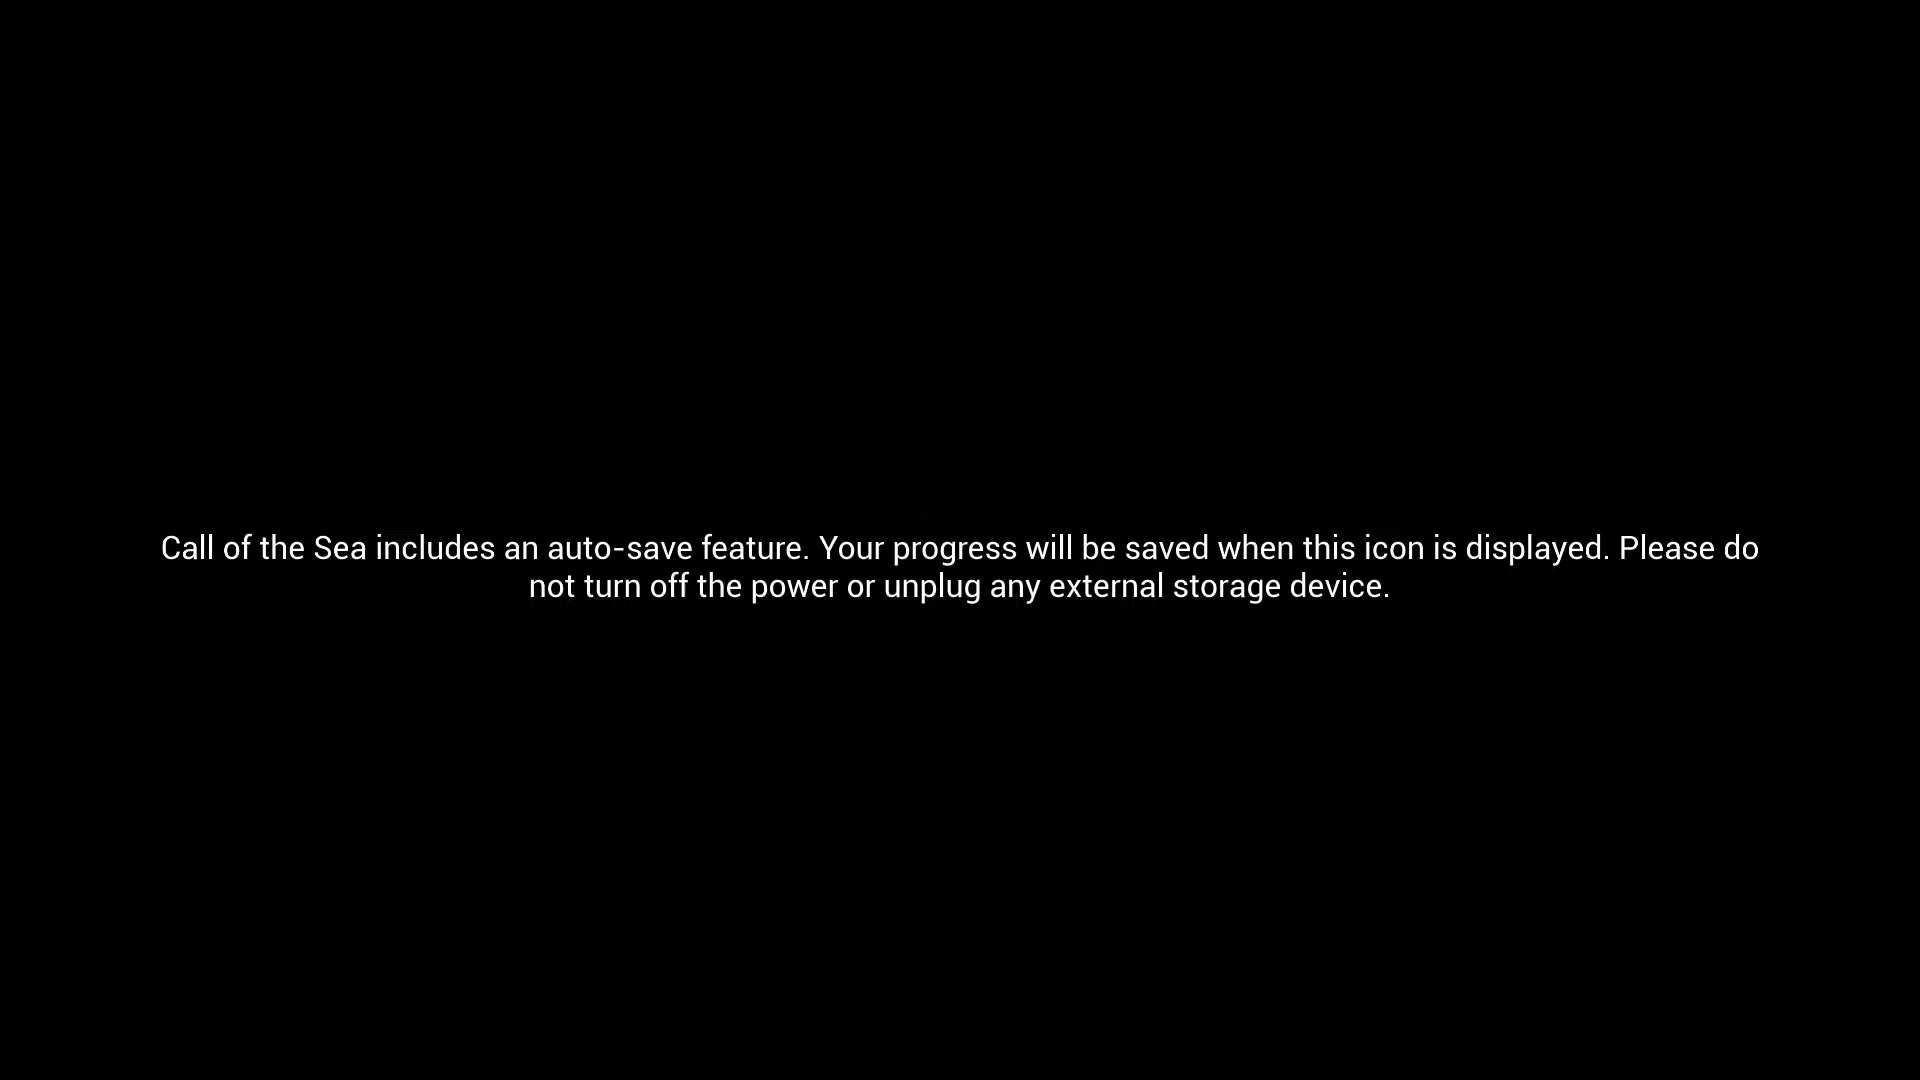 Call of the Sea includes an auto-save feature. Your progress will be saved when this icon is displayed. Please do
not turn off the power or unplug any external storage device.